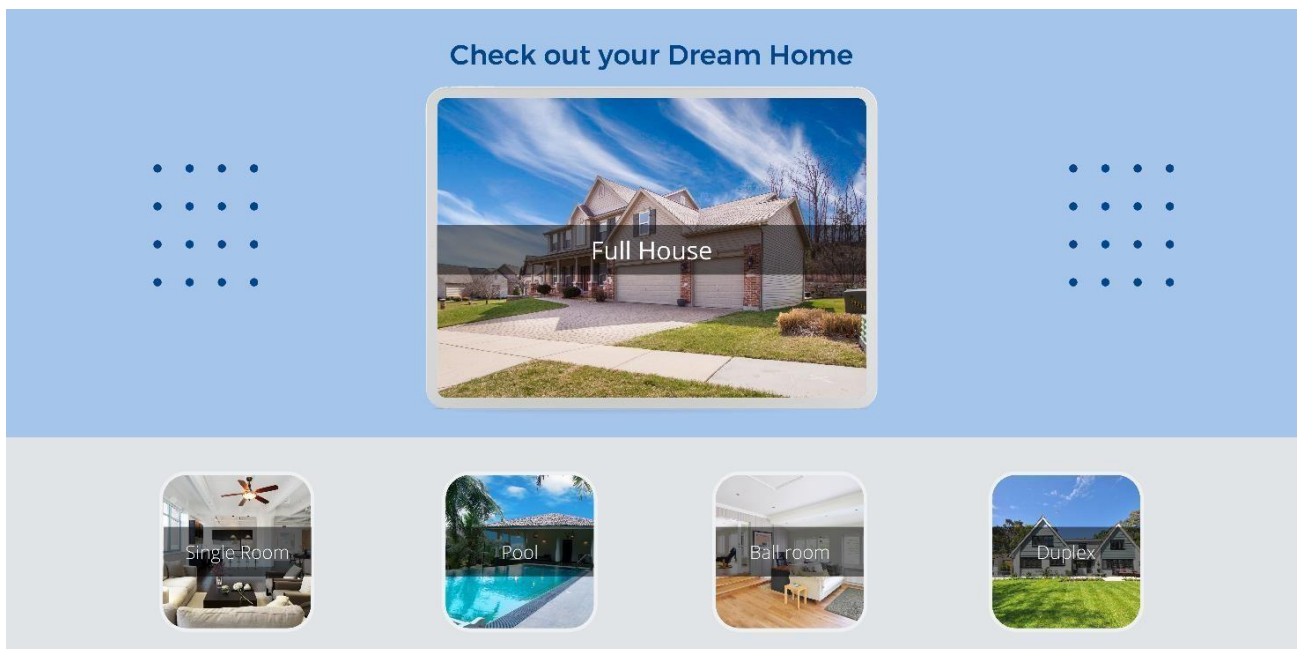 Check out your Dream Home
Full House
Single Room
Pool
Ball room
Duplex